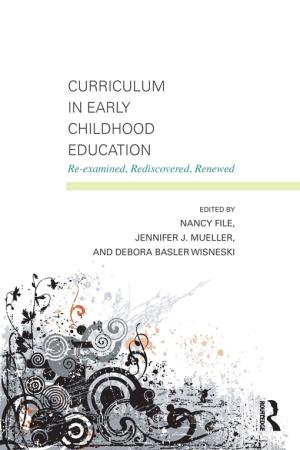 CURRICULUM
IN EARLY
CHILDHOOD
EDUCATION
Re-examined, Rediscovered, Renewed
EDITED BY
NANCY FILE,
JENNIFER J. MUELLER,
AND DEBORA BASLER WISNESKI
R
ROUTLEDGE